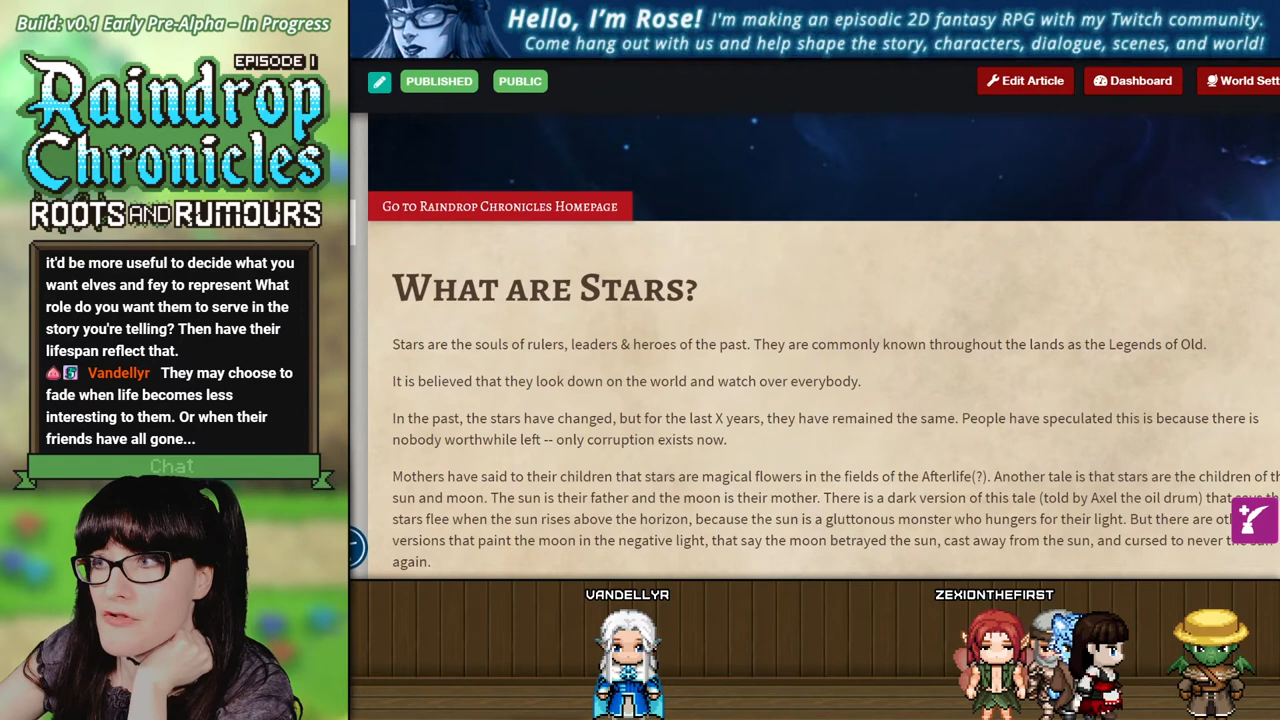 Build: v0.1 Early Pre-Alpha – In Progress
EPISODE I
Raindrop
Chronicles
ROOTS AND RUMOURS
it'd be more useful to decide what you
want elves and fey to represent What
role do you want them to serve in the
story you're telling? Then have their
lifespan reflect that.
Vandellyr They may choose to
fade when life becomes less
interesting to them. Or when their
friends have all gone...
Chat
Hello, I'm Rose! I'm making an episodic 2D fantasy RPG with my Twitch community.
Come hang out with us and help shape the story, characters, dialogue, scenes, and world!
PUBLISHED PUBLIC Edit Article Dashboard World Sett
Go to Raindrop Chronicles Homepage
What are Stars?
Stars are the souls of rulers, leaders & heroes of the past. They are commonly known throughout the lands as the Legends of Old.
It is believed that they look down on the world and watch over everybody.
In the past, the stars have changed, but for the last X years, they have remained the same. People have speculated this is because there is
nobody worthwhile left -- only corruption exists now.
Mothers have said to their children that stars are magical flowers in the fields of the Afterlife(?). Another tale is that stars are the children of th
sun and moon. The sun is their father and the moon is their mother. There is a dark version of this tale (told by Axel the oil drum) that
stars flee when the sun rises above the horizon, because the sun is a gluttonous monster who hungers for their light. But there are
versions that paint the moon in the negative light, that say the moon betrayed the sun, cast away from the sun, and cursed to never sun
again.
VANDELLYR
ZEXIONTHEFIRST